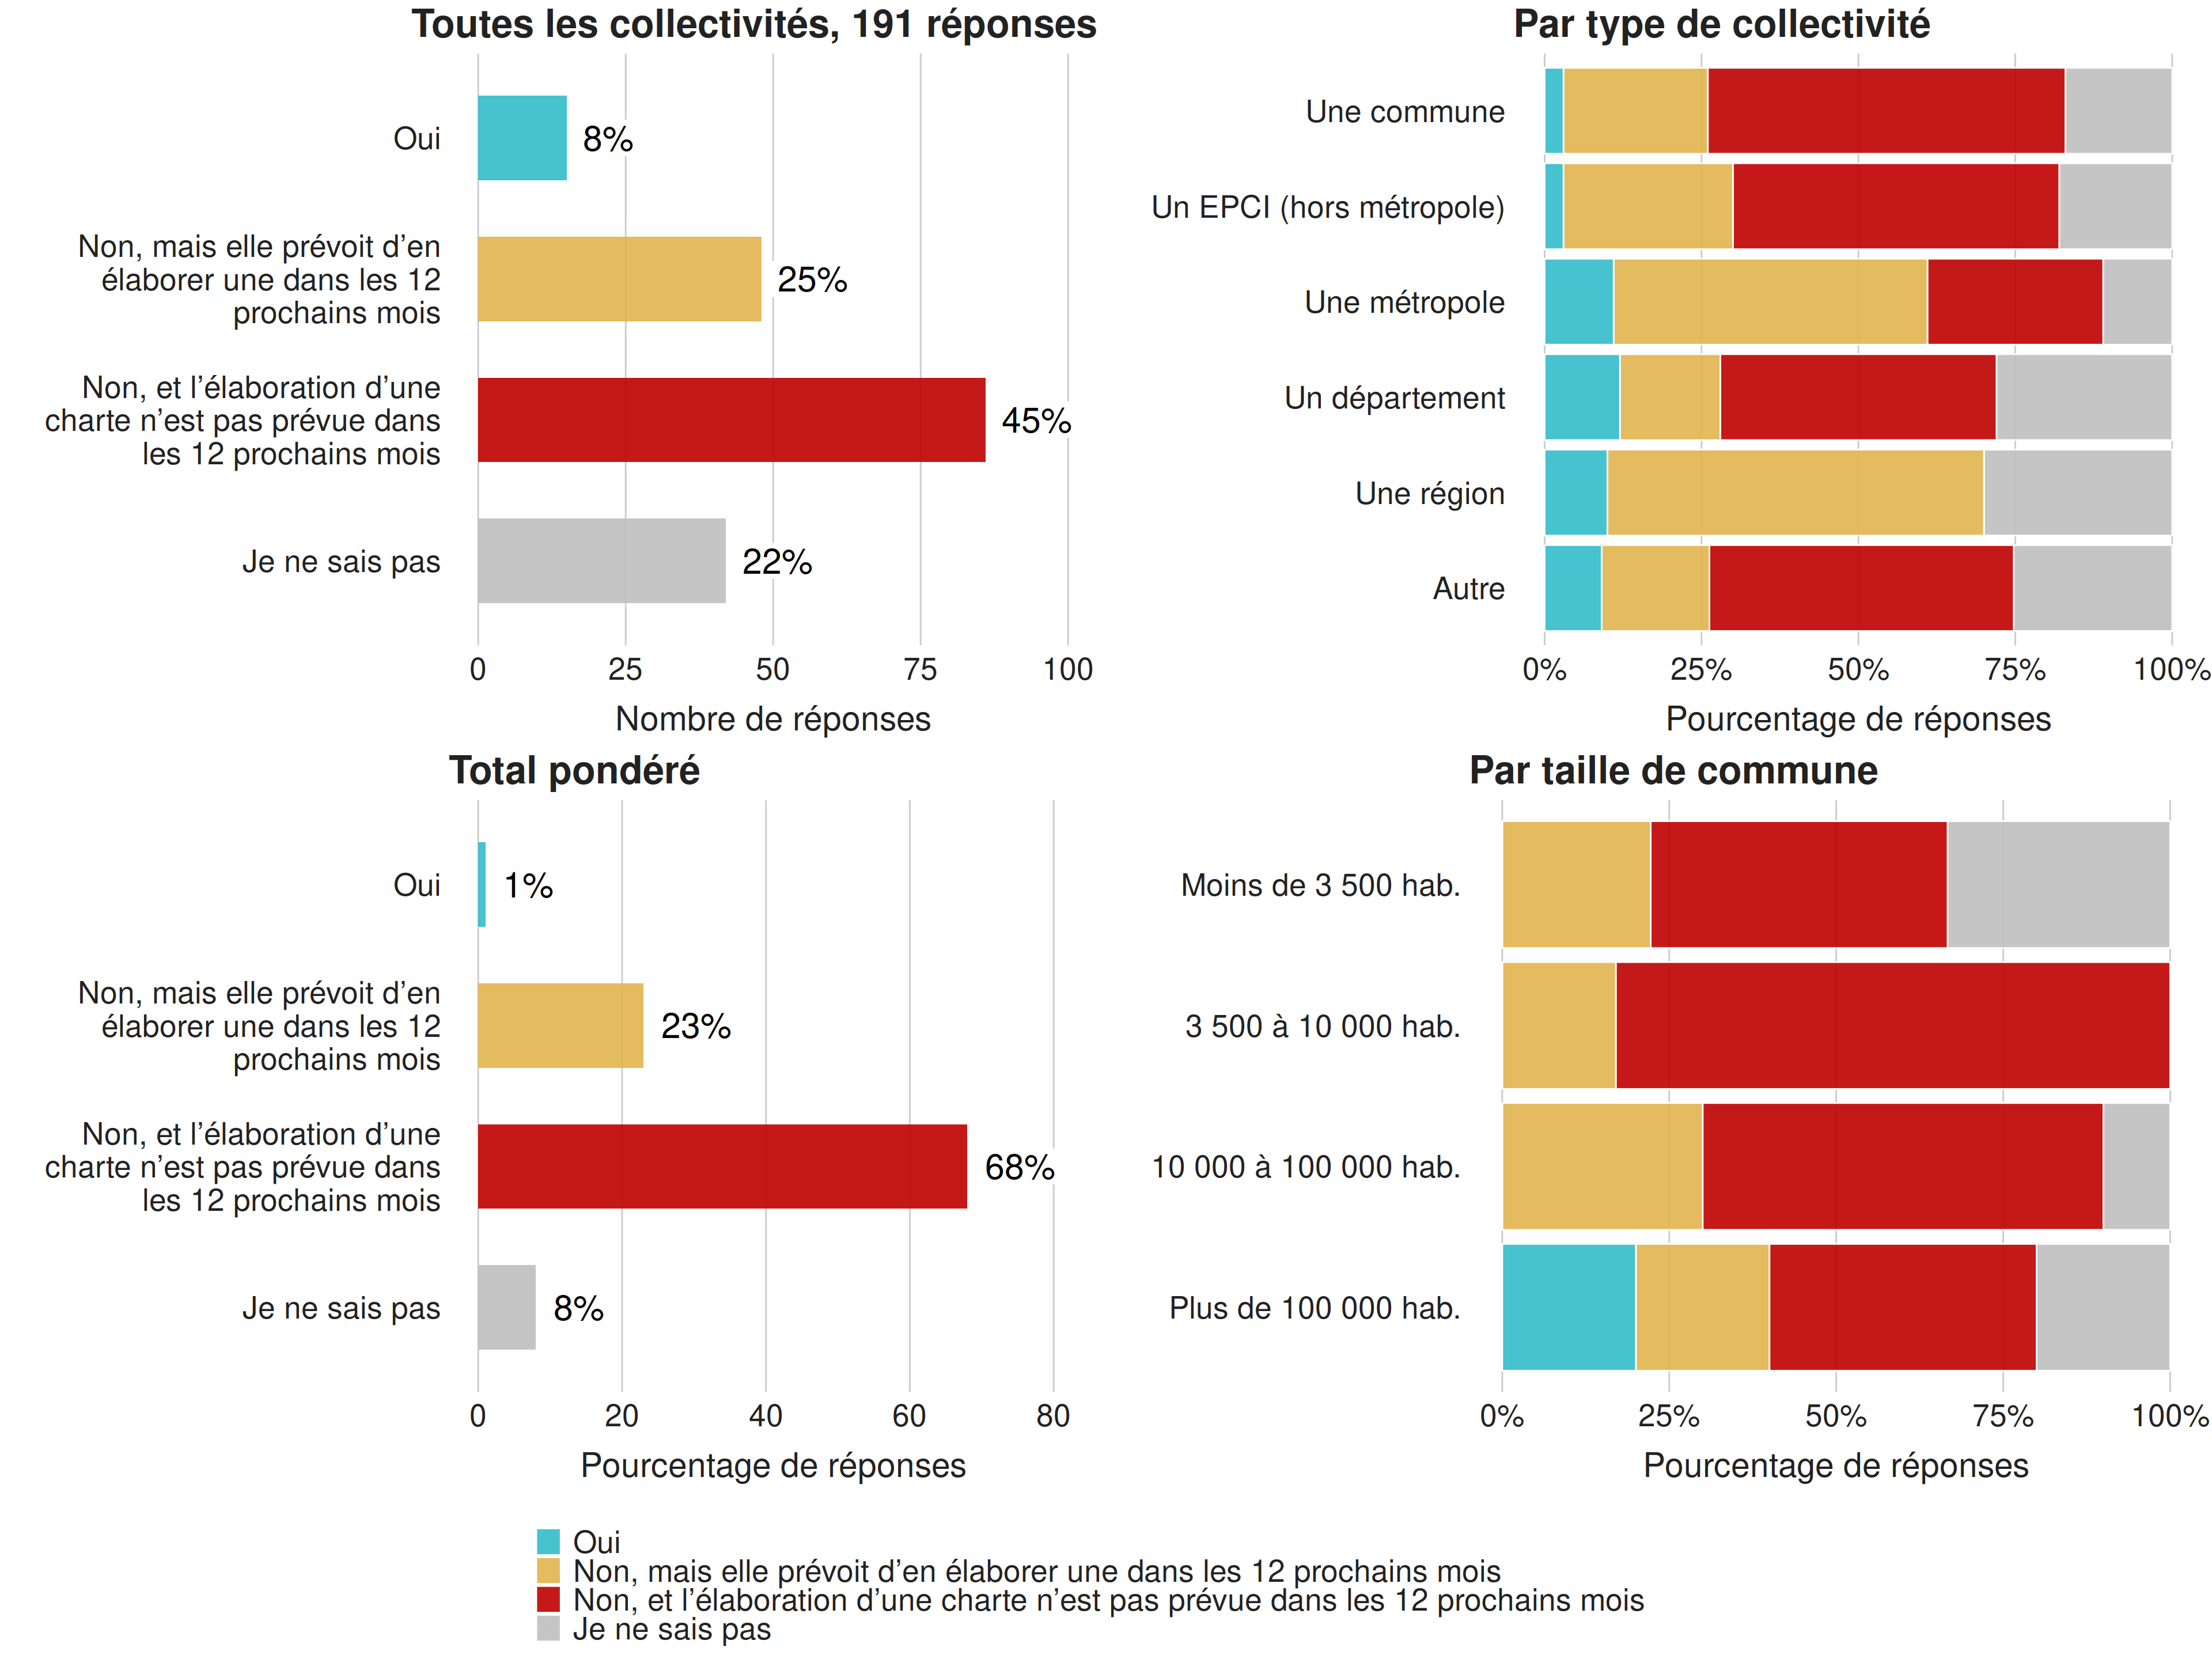 Toutes les collectivités, 191 réponses
Oui
8%
Non, mais elle prévoit d’en
élaborer une dans les 12
prochains mois
25%
Non, et l’élaboration d’une
charte n’est pas prévue dans
les 12 prochains mois
45%
Je ne sais pas
22%
0 25 50 75 100
Nombre de réponses
Par type de collectivité
Une commune
Un EPCI (hors métropole)
Une métropole
Un département
Une région
Autre
0% 25% 50% 75% 100%
Pourcentage de réponses
Total pondéré
Oui
1%
Non, mais elle prévoit d’en
élaborer une dans les 12
prochains mois
23%
Non, et l’élaboration d’une
charte n’est pas prévue dans
les 12 prochains mois
68%
Je ne sais pas
8%
0 20 40 60 80
Pourcentage de réponses
Par taille de commune
Moins de 3 500 hab.
3 500 à 10 000 hab.
10 000 à 100 000 hab.
Plus de 100 000 hab.
0% 25% 50% 75% 100%
Pourcentage de réponses
Oui
Non, mais elle prévoit d’en élaborer une dans les 12 prochains mois
Non, et l’élaboration d’une charte n’est pas prévue dans les 12 prochains mois
Je ne sais pas